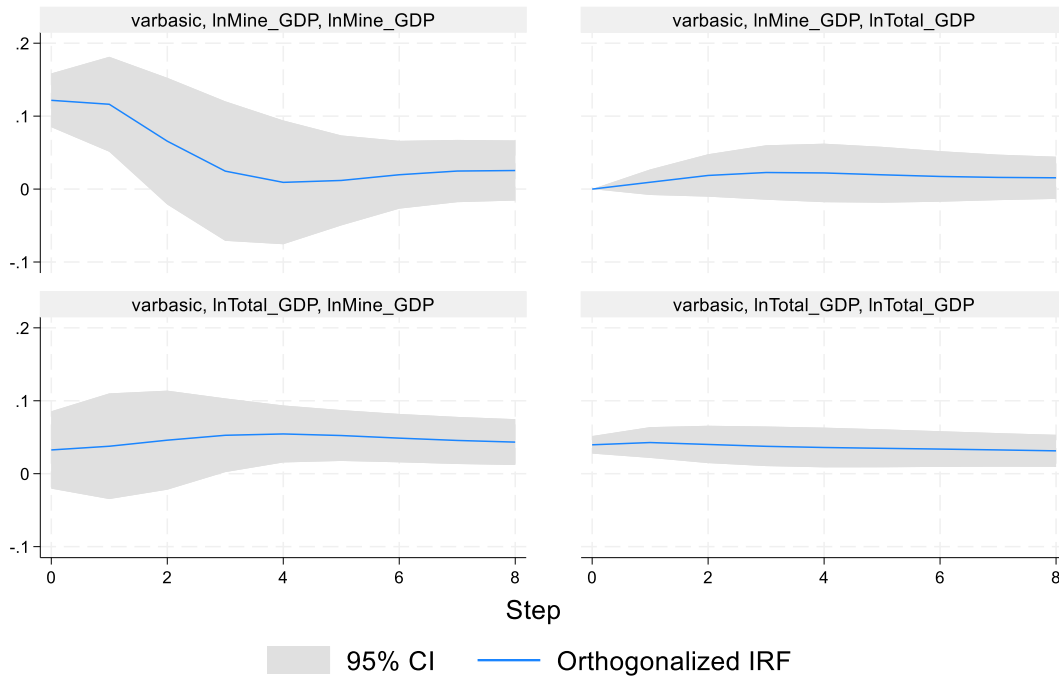 varbasic, lnMine_GDP, lnMine_GDP
varbasic, lnMine_GDP, lnTotal_GDP
.2
.1
0
-.1
varbasic, lnTotal_GDP, lnMine_GDP
varbasic, lnTotal_GDP, lnTotal_GDP
.2
.1
0
-.1
0 2 4 6 8
0 2 4 6 8
Step
95% CI
Orthogonalized IRF